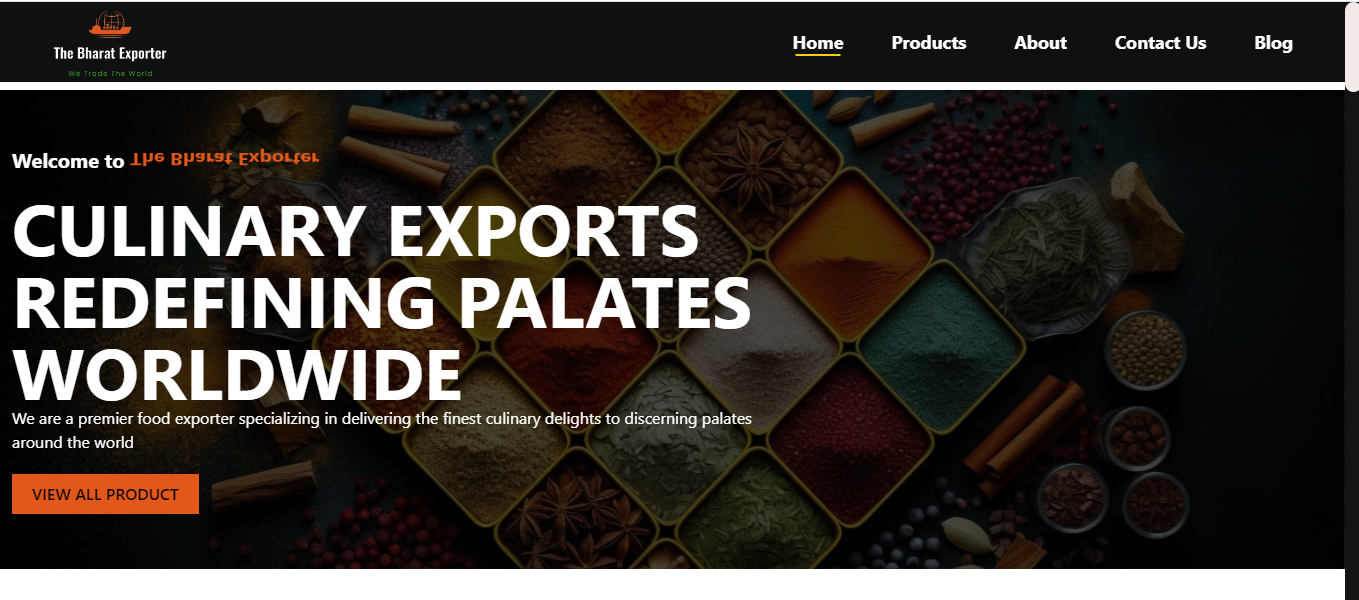 The Bharat Exporter
We Trade The World
Home Products About Contact Us Blog
Welcome to The Bharat Exporter
CULINARY EXPORTS
REDEFINING PALATES
WORLDWIDE
We are a premier food exporter specializing in delivering the finest culinary delights to discerning palates
around the world
VIEW ALL PRODUCT